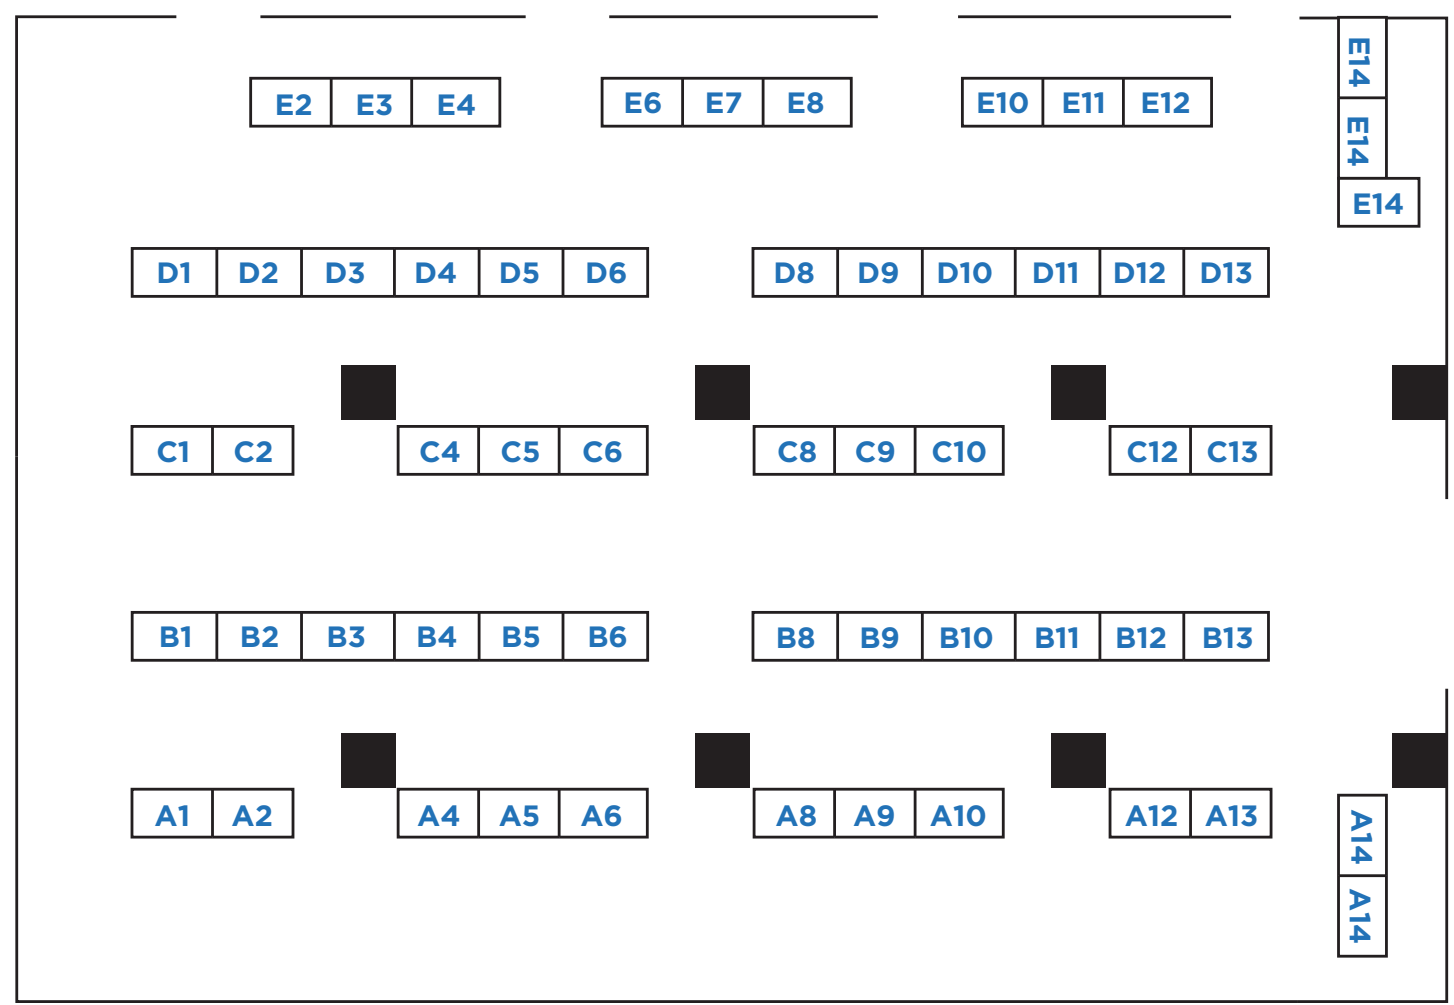 E2 E3 E4 E6 E7 E8 E10 E11 E12 E14
E14
E14
D1 D2 D3 D4 D5 D6 D8 D9 D10 D11 D12 D13
C1 C2 C4 C5 C6 C8 C9 C10 C12 C13
B1 B2 B3 B4 B5 B6 B8 B9 B10 B11 B12 B13
A1 A2 A4 A5 A6 A8 A9 A10 A12 A13 A14
A14